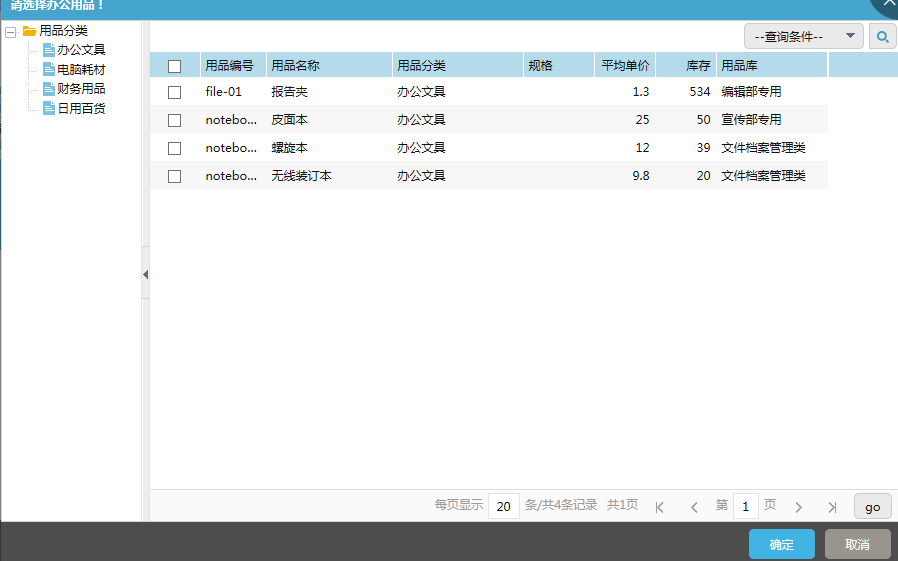 请选择办公用品！
用品分类
办公文具
电脑耗材
财务用品
日用百货
--查询条件--
用品编号 用品名称 用品分类 规格 平均单价 库存 用品库
file-01 报告夹 办公文具 1.3 534 编辑部专用
notebo... 皮面本 办公文具 25 50 宣传部专用
notebo... 螺旋本 办公文具 12 39 文件档案管理类
notebo... 无线装订本 办公文具 9.8 20 文件档案管理类
每页显示 20 条/共4条记录 共1页 第 1 页 go
确定 取消